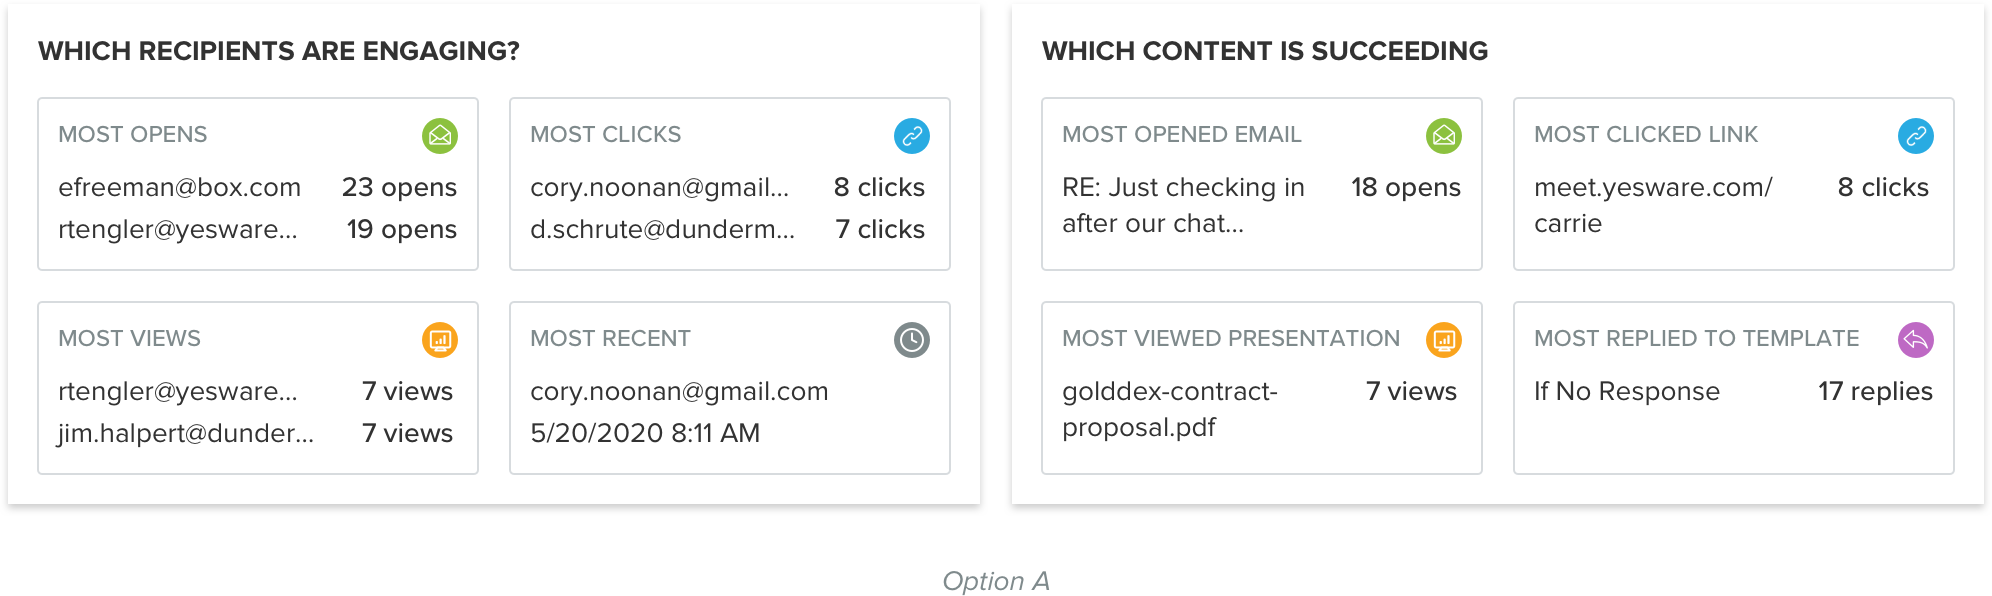 WHICH RECIPIENTS ARE ENGAGING?
MOST OPENS
efreeman@box.com 23 opens
rtengler@yesware... 19 opens
MOST CLICKS
cory.noonan@gmail... 8 clicks
d.schrute@dunderm... 7 clicks
MOST VIEWS
rtengler@yesware... 7 views
jim.halpert@dunder... 7 views
MOST RECENT
cory.noonan@gmail.com
5/20/2020 8:11 AM
WHICH CONTENT IS SUCCEEDING
MOST OPENED EMAIL
RE: Just checking in 18 opens
after our chat...
MOST CLICKED LINK
meet.yesware.com/ 8 clicks
carrie
MOST VIEWED PRESENTATION
golddex-contract- 7 views
proposal.pdf
MOST REPLIED TO TEMPLATE
If No Response 17 replies
Option A